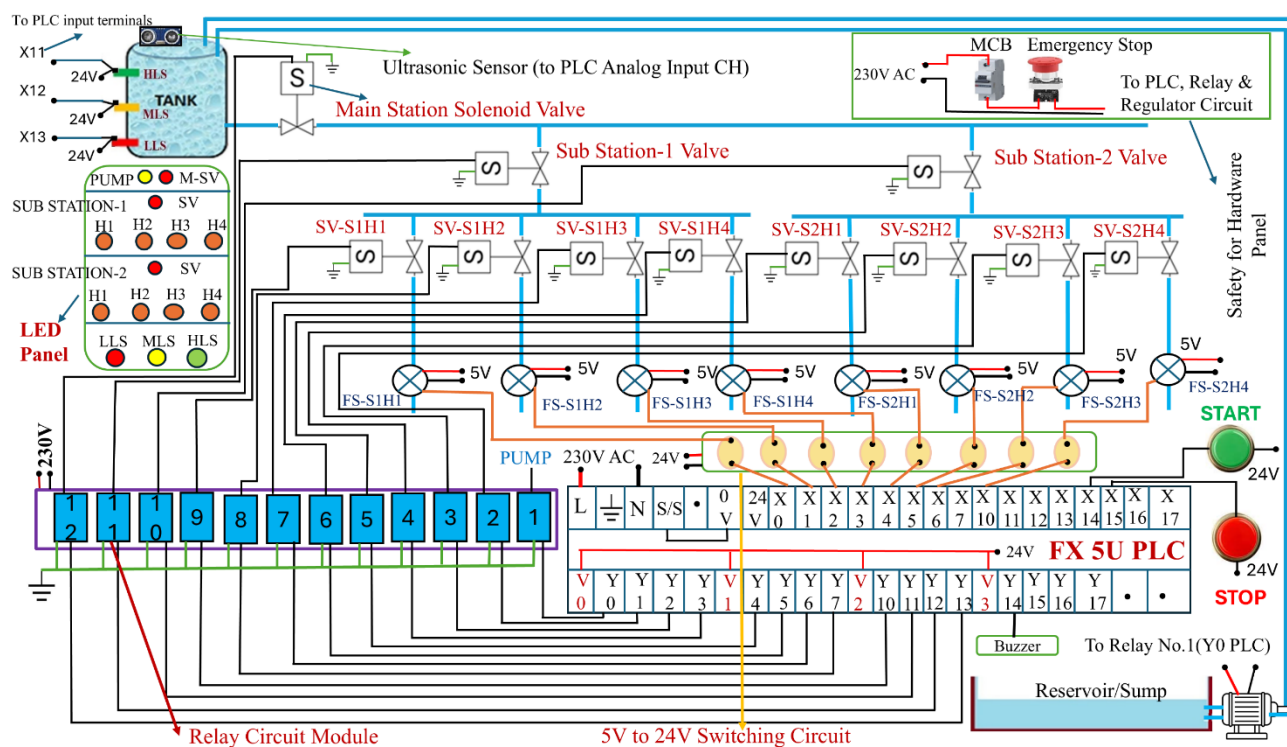 To PLC input terminals
X11
24V
HLS
X12
24V
MLS
TANK
X13
24V
LLS
S
Ultrasonic Sensor (to PLC Analog Input CH)
Main Station Solenoid Valve
MCB
Emergency Stop
230V AC
To PLC, Relay &
Regulator Circuit
Safety for Hardware
Panel
S
Sub Station-1 Valve
S
Sub Station-2 Valve
PUMP
M-SV
SUB STATION-1
SV
H1
H2
H3
H4
SUB STATION-2
SV
H1
H2
H3
H4
LLS
MLS
HLS
LED
Panel
SV-S1H1
SV-S1H2
SV-S1H3
SV-S1H4
SV-S2H1
SV-S2H2
SV-S2H3
SV-S2H4
S
S
S
S
S
S
S
S
5V
5V
5V
5V
5V
5V
5V
5V
FS-S1H1
FS-S1H2
FS-S1H3
FS-S1H4
FS-S2H1
FS-S2H2
FS-S2H3
FS-S2H4
START
24V
STOP
24V
230V
PUMP
12
11
10
9
8
7
6
5
4
3
2
1
230V AC
24V
L
N
S/S
0 V
24 V
X 0
X 1
X 2
X 3
X 4
X 5
X 6
X 7
X 10
X 11
X 12
X 13
X 14
X 15
X 16
X 17
24V
FX 5U PLC
V 0
Y 0
Y 1
Y 2
Y 3
V 1
Y 4
Y 5
Y 6
Y 7
V 2
Y 10
Y 11
Y 12
Y 13
V 3
Y 14
Y 15
Y 16
Y 17
Buzzer
To Relay No.1(Y0 PLC)
Reservoir/Sump
Relay Circuit Module
5V to 24V Switching Circuit